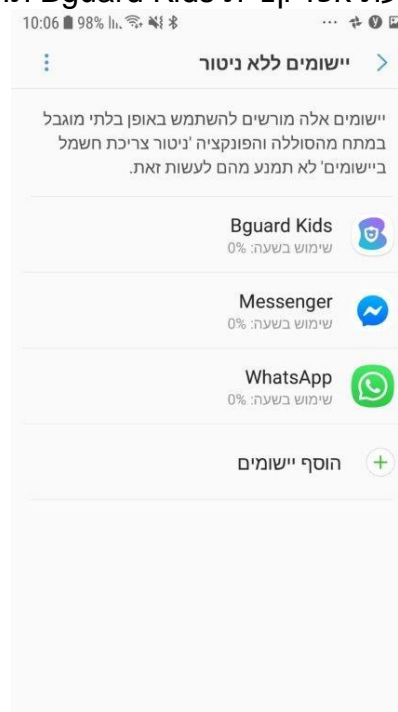 Bguard Kids
10:06 98%
יישומים ללא ניטור
יישומים אלה מורשים להשתמש באופן בלתי מוגבל
במתח מהסוללה והפונקציה 'ניטור צריכת חשמל
ביישומים' לא תמנע מהם לעשות זאת.
Bguard Kids
שימוש בשעה: 0%
Messenger
שימוש בשעה: 0%
WhatsApp
שימוש בשעה: 0%
הוסף יישומים